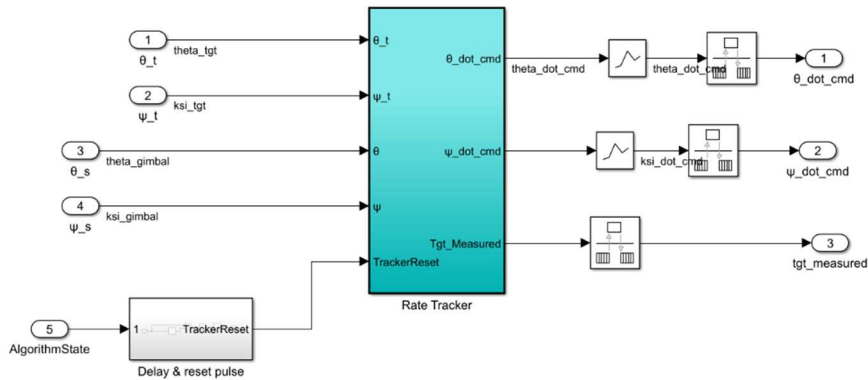 1
θ_t
theta_tgt
2
ψ_t
ksi_tgt
3
θ_s
theta_gimbal
4
ψ_s
ksi_gimbal
5
AlgorithmState
1
TrackerReset
Delay & reset pulse
θ_t
ψ_t
θ
ψ
TrackerReset
θ_dot_cmd
ψ_dot_cmd
Tgt_Measured
Rate Tracker
theta_dot_cmd
theta_dot_cmd
1
θ_dot_cmd
ksi_dot_cmd
2
ψ_dot_cmd
3
tgt_measured